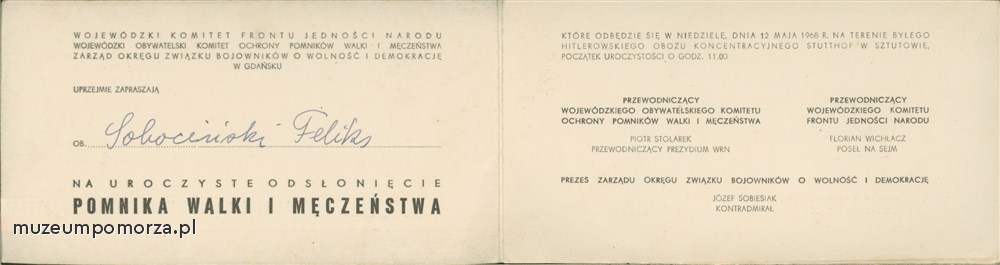 WOJEWÓDZKI KOMITET FRONTU JEDNOŚCI NARODU
WOJEWÓDZKI OBYWATELSKI KOMITET OCHRONY POMNIKÓW WALKI I MĘCZEŃSTWA
ZARZĄD OKRĘGU ZWIĄZKU BOJOWNIKÓW O WOLNOŚĆ I DEMOKRACJĘ
W GDAŃSKU
UPRZEJMIE ZAPRASZAJĄ
OB. Sobociński Feliks
NA UROCZYSTE ODSŁONIĘCIE
POMNIKA WALKI I MĘCZEŃSTWA
muzeumpomorza.pl
KTÓRE ODBĘDZIE SIĘ W NIEDZIELĘ, DNIA 12 MAJA 1968 R. NA TERENIE BYŁEGO
HITLEROWSKIEGO OBOZU KONCENTRACYJNEGO STUTTHOF W SZTUTOWIE,
POCZĄTEK UROCZYSTOŚCI O GODZ. 11.00
PRZEWODNICZĄCY
WOJEWÓDZKIEGO OBYWATELSKIEGO KOMITETU
OCHRONY POMNIKÓW WALKI I MĘCZEŃSTWA
PIOTR STOLAREK
PRZEWODNICZĄCY PREZYDIUM WRN
PRZEWODNICZĄCY
WOJEWÓDZKIEGO KOMITETU
FRONTU JEDNOŚCI NARODU
FLORIAN WICHŁACZ
POSEŁ NA SEJM
PREZES ZARZĄDU OKRĘGU ZWIĄZKU BOJOWNIKÓW O WOLNOŚĆ I DEMOKRACJĘ
JÓZEF SOBIESIAK
KONTRADMIRAŁ